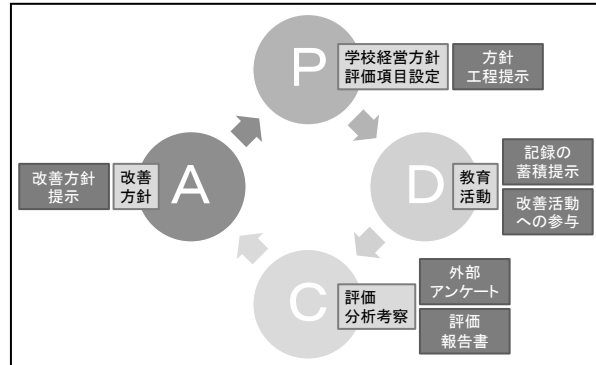 P
学校経営方針
評価項目設定
方針
工程提示
D
教育
活動
記録の
蓄積提示
改善活動
への参与
C
評価
分析考察
外部
アンケート
評価
報告書
A
改善
方針
改善方針
提示